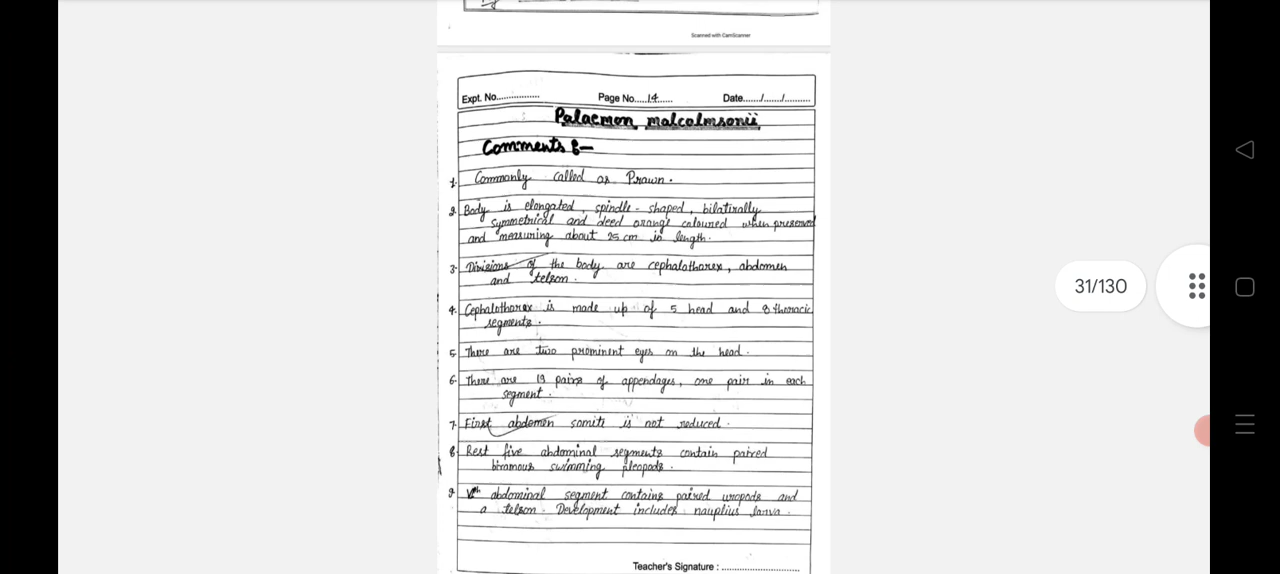 Scanned with CamScanner
Expt. No................
Page No.....14......
Date....../....../..........
Palaemon malcolmsonii
Comments :-
1. Commonly called as Prawn.
2. Body is elongated, spindle-shaped, bilatirally
symmetrical and deed orange coloured when preserved
and measuring about 25 cm in length.
3. Divisions of the body are cephalothorex, abdomen
and telson.
4. Cephalothorax is made up of 5 head and 8 thoracic
segments.
5. There are two prominent eyes on the head.
6. There are 19 pairs of appendages, one pair in each
segment.
7. First abdomen somite is not reduced.
8. Rest five abdominal segments contain paired
biramous swimming pleopods.
9. abdominal segment contains paired uropods and
a telson. Development includes nauplius larva.
Teacher's Signature : ............................
31/130